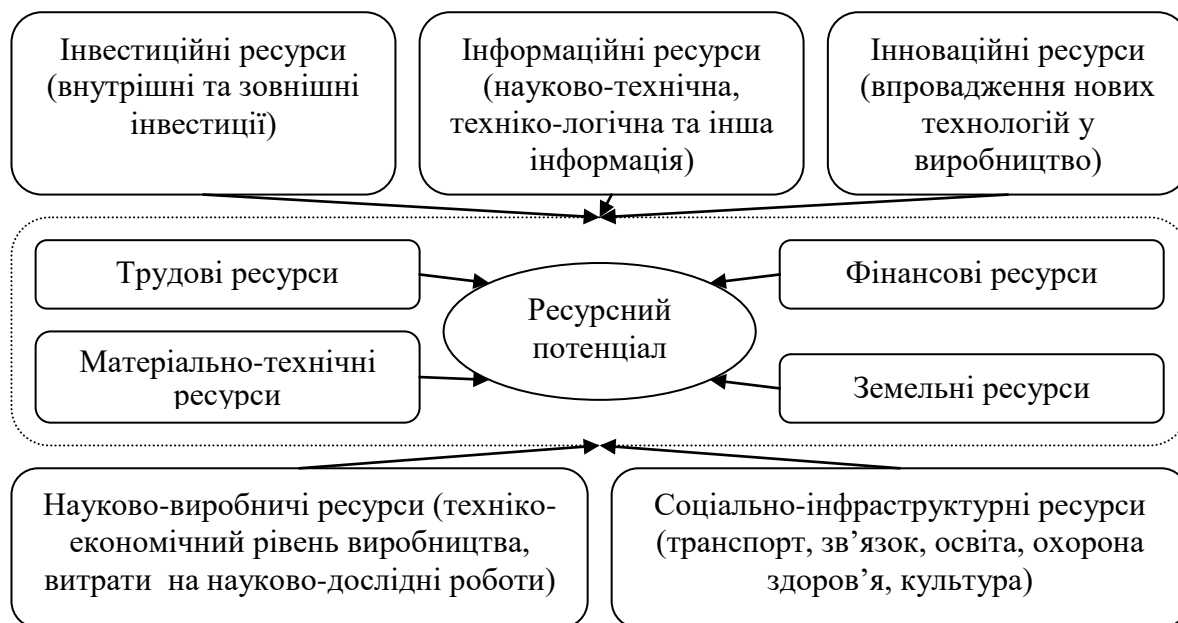 Інвестиційні ресурси
(внутрішні та зовнішні
інвестиції)
Інформаційні ресурси
(науково-технічна,
техніко-логічна та інша
інформація)
Інноваційні ресурси
(впровадження нових
технологій у
виробництво)
Трудові ресурси
Матеріально-технічні
ресурси
Ресурсний
потенціал
Фінансові ресурси
Земельні ресурси
Науково-виробничі ресурси (техніко-
економічний рівень виробництва,
витрати на науково-дослідні роботи)
Соціально-інфраструктурні ресурси
(транспорт, зв’язок, освіта, охорона
здоров’я, культура)